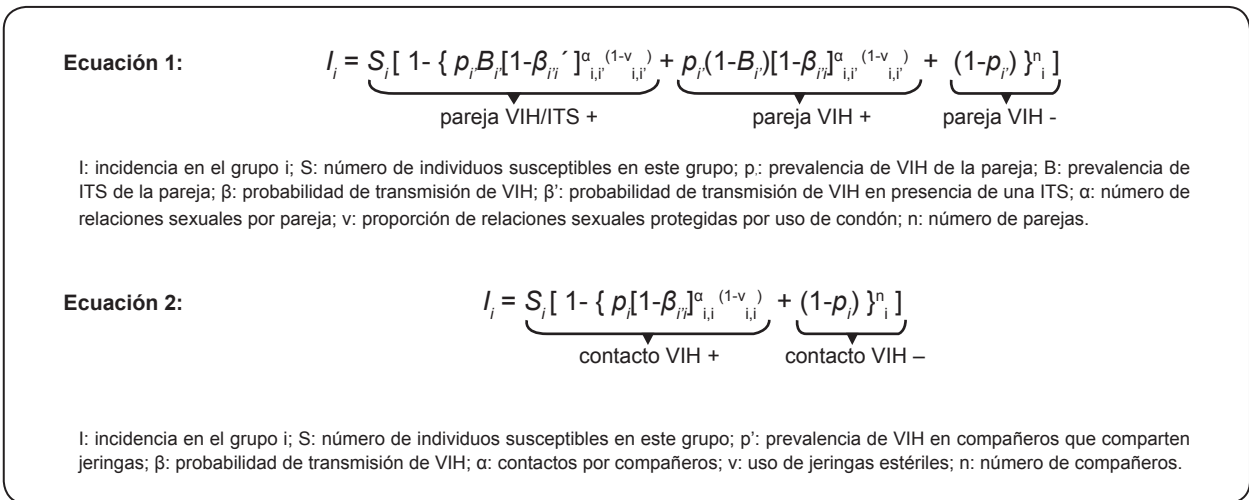 Ecuación 1: I_i = S_i [ 1- { p_i' B_i' [1-β_i'i ´ ]^α_i,i' ^(1-v_i,i') + p_i' (1-B_i')[1-β_i'i]^α_i,i' ^(1-v_i,i') + (1-p_i') }^n_i ]
pareja VIH/ITS + pareja VIH + pareja VIH -
I: incidencia en el grupo i; S: número de individuos susceptibles en este grupo; p: prevalencia de VIH de la pareja; B: prevalencia de
ITS de la pareja; β: probabilidad de transmisión de VIH; β’: probabilidad de transmisión de VIH en presencia de una ITS; α: número de
relaciones sexuales por pareja; v: proporción de relaciones sexuales protegidas por uso de condón; n: número de parejas.
Ecuación 2: I_i = S_i [ 1- { p_i [1-β_i'i]^α_i,i ^(1-v_i,i) + (1-p_i) }^n_i ]
contacto VIH + contacto VIH –
I: incidencia en el grupo i; S: número de individuos susceptibles en este grupo; p’: prevalencia de VIH en compañeros que comparten
jeringas; β: probabilidad de transmisión de VIH; α: contactos por compañeros; v: uso de jeringas estériles; n: número de compañeros.